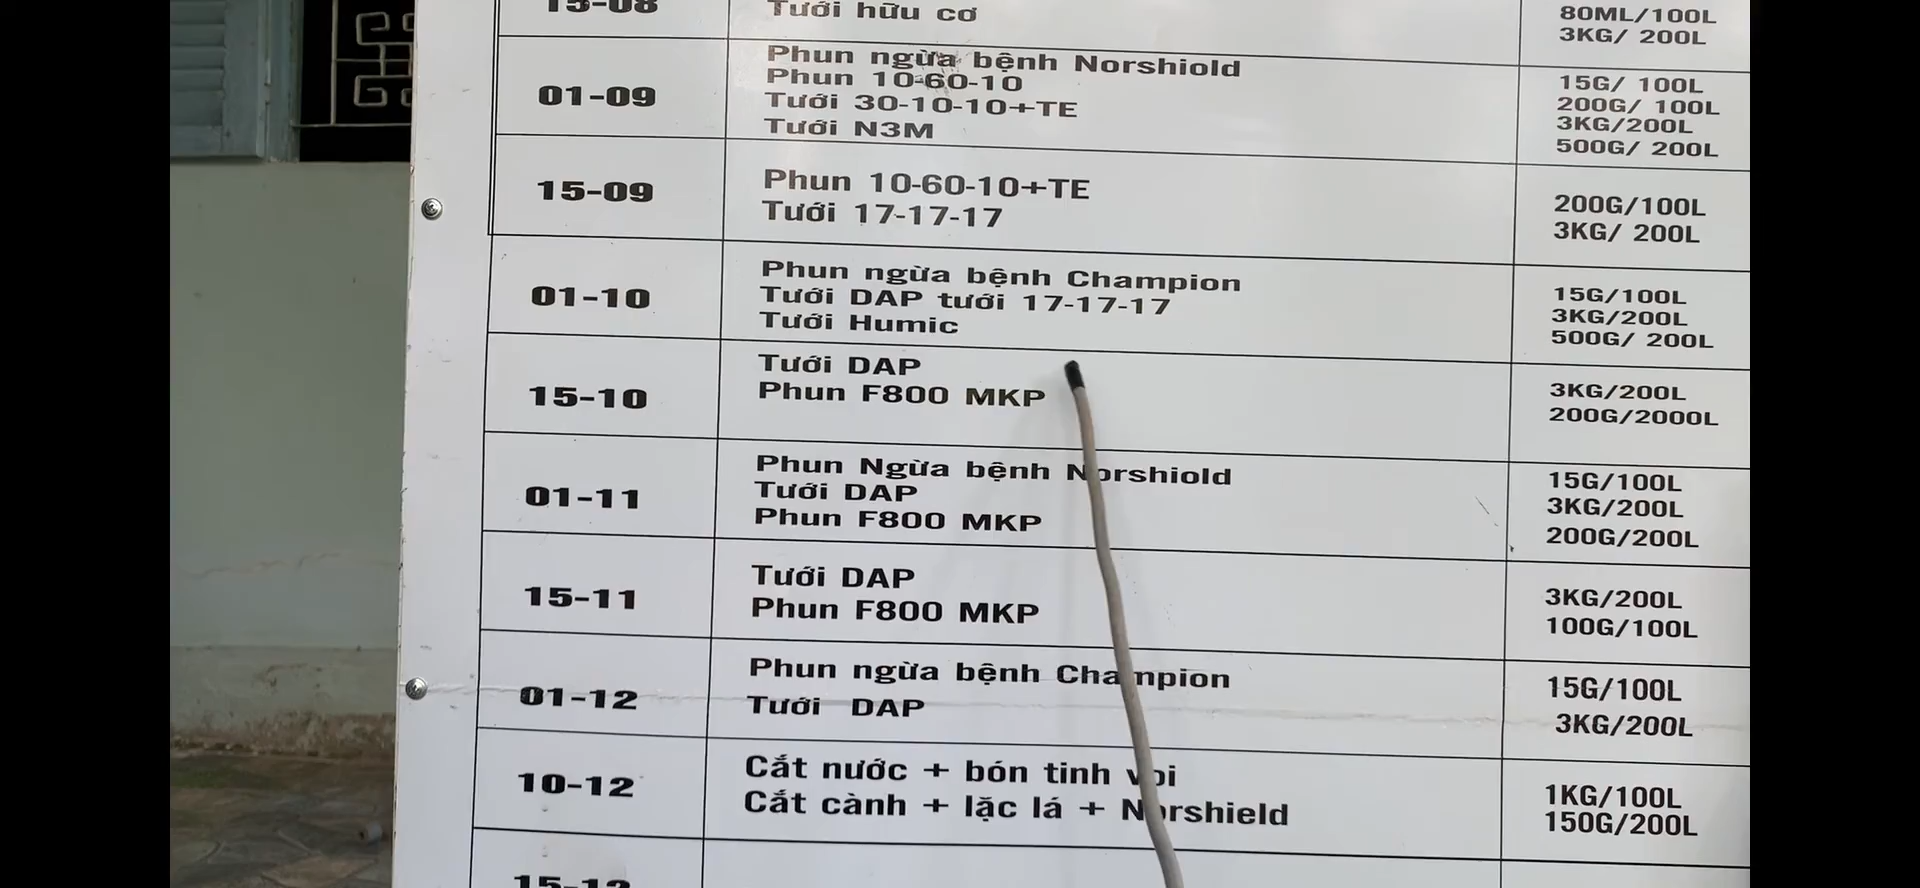 15-08
Tưới hữu cơ
80ML/100L
3KG/ 200L
01-09
Phun ngừa bệnh Norshiold
Phun 10-60-10
Tưới 30-10-10+TE
Tưới N3M
15G/ 100L
200G/ 100L
3KG/200L
500G/ 200L
15-09
Phun 10-60-10+TE
Tưới 17-17-17
200G/100L
3KG/ 200L
01-10
Phun ngừa bệnh Champion
Tưới DAP tưới 17-17-17
Tưới Humic
15G/100L
3KG/200L
500G/ 200L
15-10
Tưới DAP
Phun F800 MKP
3KG/200L
200G/2000L
01-11
Phun Ngừa bệnh Norshiold
Tưới DAP
Phun F800 MKP
15G/100L
3KG/200L
200G/200L
15-11
Tưới DAP
Phun F800 MKP
3KG/200L
100G/100L
01-12
Phun ngừa bệnh Champion
Tưới DAP
15G/100L
3KG/200L
10-12
Cắt nước + bón tinh voi
Cắt cành + lặc lá + Norshield
1KG/100L
150G/200L
15-12